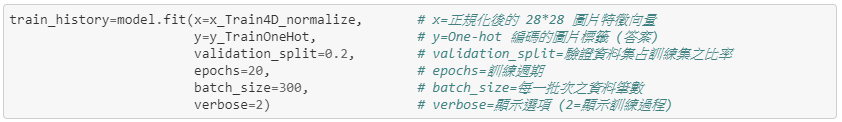 train_history=model.fit(x=x_Train4D_normalize,       # x=正規化後的 28*28 圖片特徵向量
                        y=y_TrainOneHot,             # y=One-hot 編碼的圖片標籤 (答案)
                        validation_split=0.2,        # validation_split=驗證資料集占訓練集之比率
                        epochs=20,                   # epochs=訓練週期
                        batch_size=300,              # batch_size=每一批次之資料筆數
                        verbose=2)                   # verbose=顯示選項 (2=顯示訓練過程)